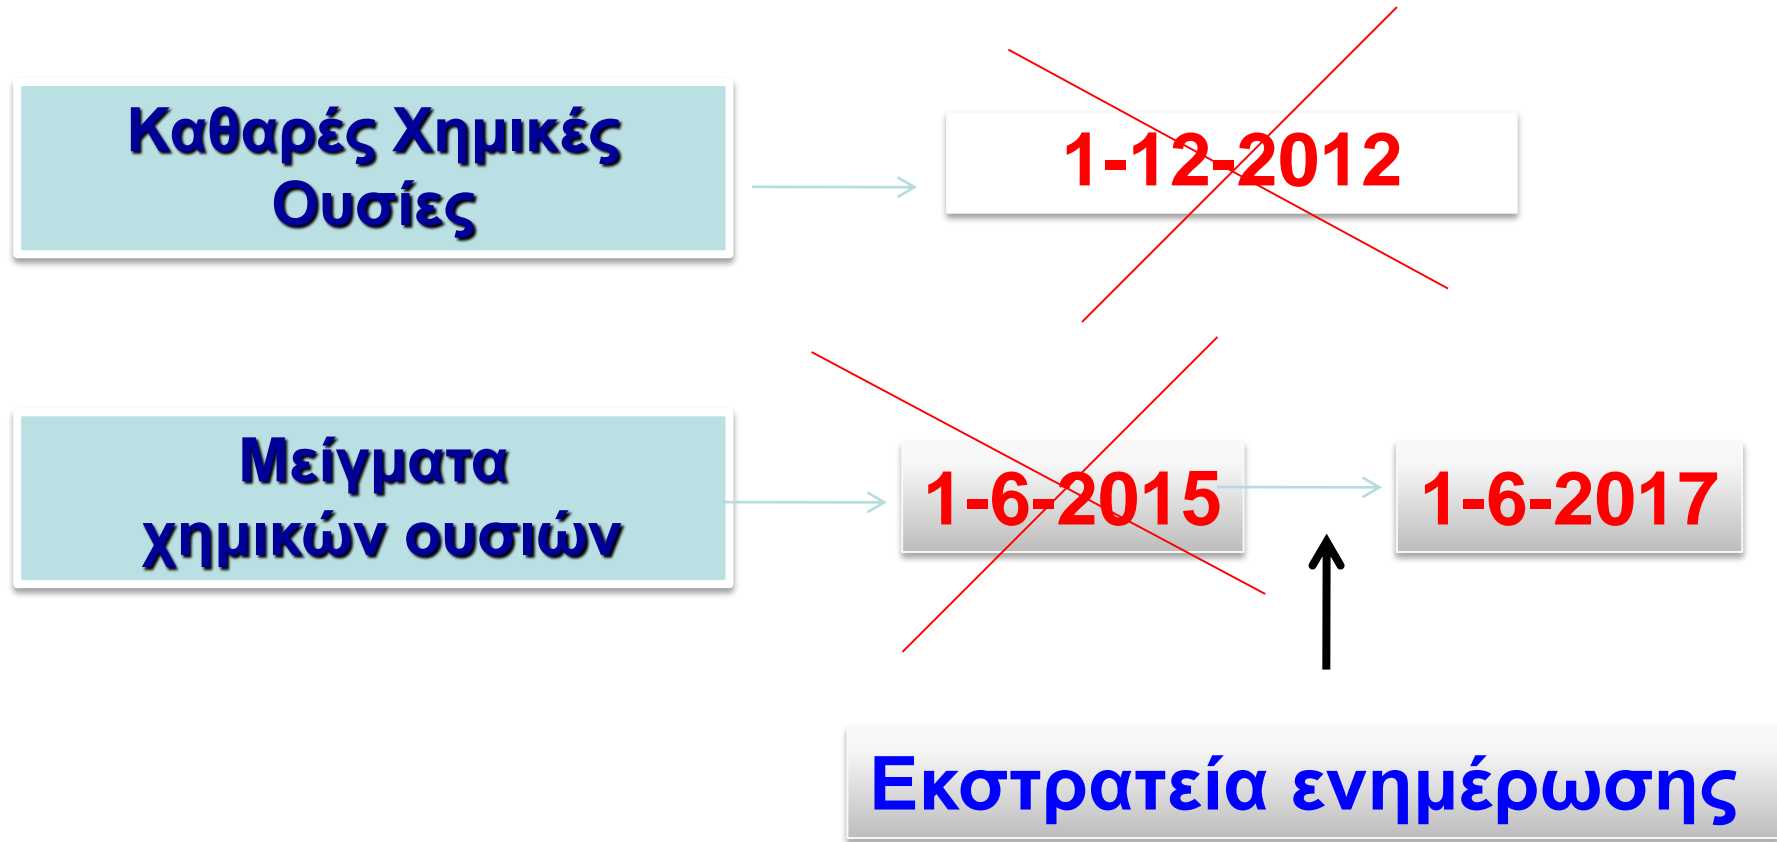 Καθαρές Χημικές
Ουσίες
1-12-2012
Μείγματα
χημικών ουσιών
1-6-2015
1-6-2017
Εκστρατεία ενημέρωσης